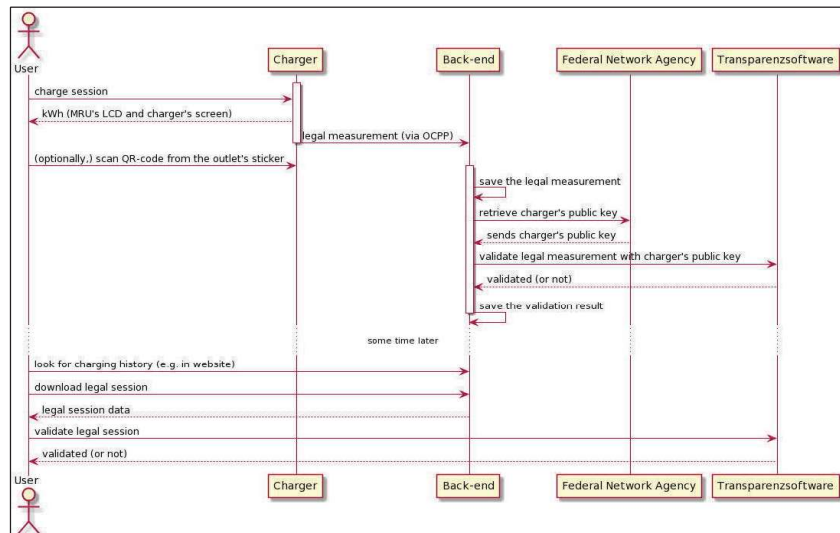 User
Charger
Back-end
Federal Network Agency
Transparenzsoftware
charge session
kWh (MRU's LCD and charger's screen)
legal measurement (via OCPP)
(optionally,) scan QR-code from the outlet's sticker
save the legal measurement
retrieve charger's public key
sends charger's public key
validate legal measurement with charger's public key
validated (or not)
save the validation result
some time later
look for charging history (e.g. in website)
download legal session
legal session data
validate legal session
validated (or not)
User
Charger
Back-end
Federal Network Agency
Transparenzsoftware